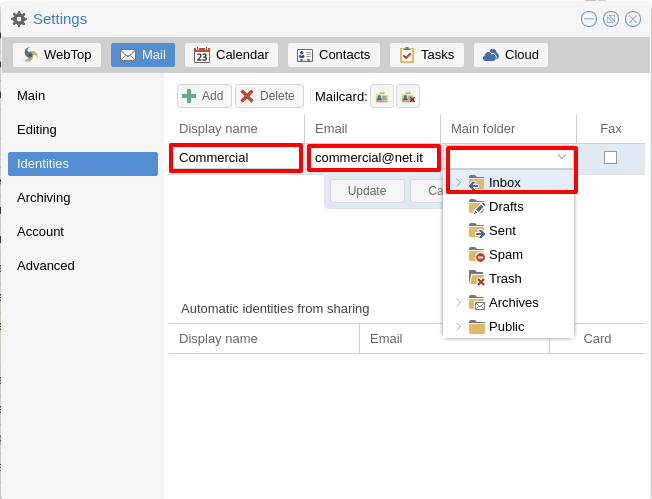 Settings
WebTop Mail Calendar Contacts Tasks Cloud
23
Main
Editing
Identities
Archiving
Account
Advanced
Add Delete Mailcard:
Display name Email Main folder Fax
Commercial commercial@net.it
Update Ca
Inbox
Drafts
Sent
Spam
Trash
Archives
Public
Automatic identities from sharing
Display name Email Card